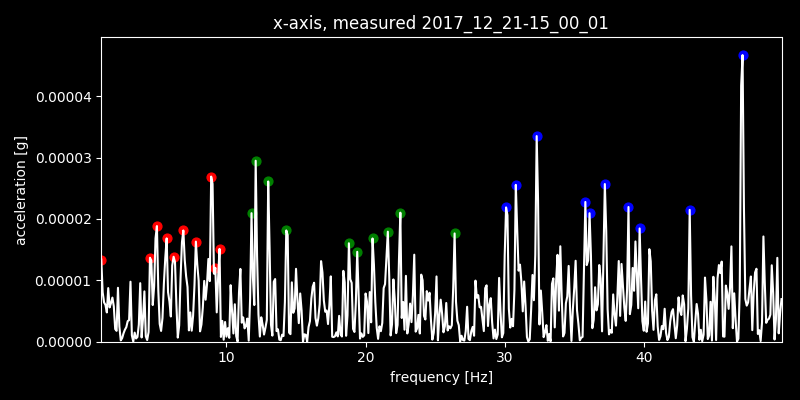 x-axis, measured 2017_12_21-15_00_01
acceleration [g]
0.00004
0.00003
0.00002
0.00001
0.00000
10 20 30 40
frequency [Hz]